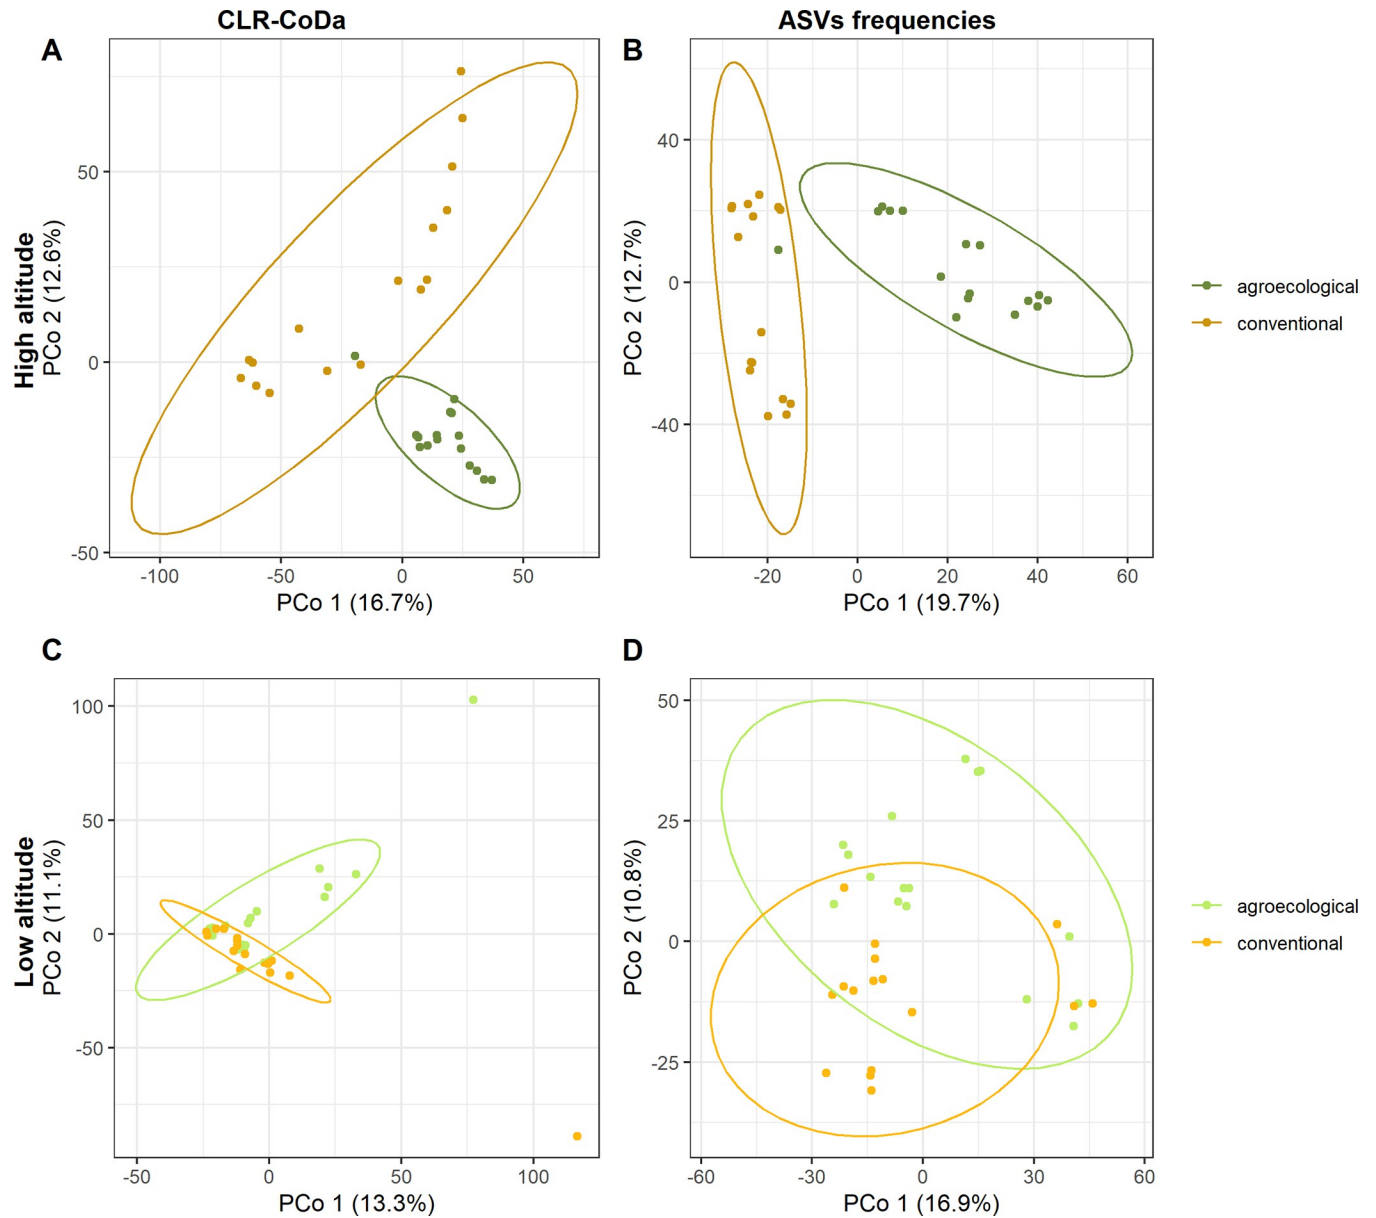 CLR-CoDa
ASVs frequencies
A
B
High altitude
PCo 2 (12.6%)
50
0
-50
-100
-50
0
50
PCo 1 (16.7%)
PCo 2 (12.7%)
40
0
-40
-20
0
20
40
60
PCo 1 (19.7%)
agroecological
conventional
C
D
Low altitude
PCo 2 (11.1%)
100
50
0
-50
-50
0
50
100
PCo 1 (13.3%)
PCo 2 (10.8%)
50
25
0
-25
-60
-30
0
30
60
PCo 1 (16.9%)
agroecological
conventional